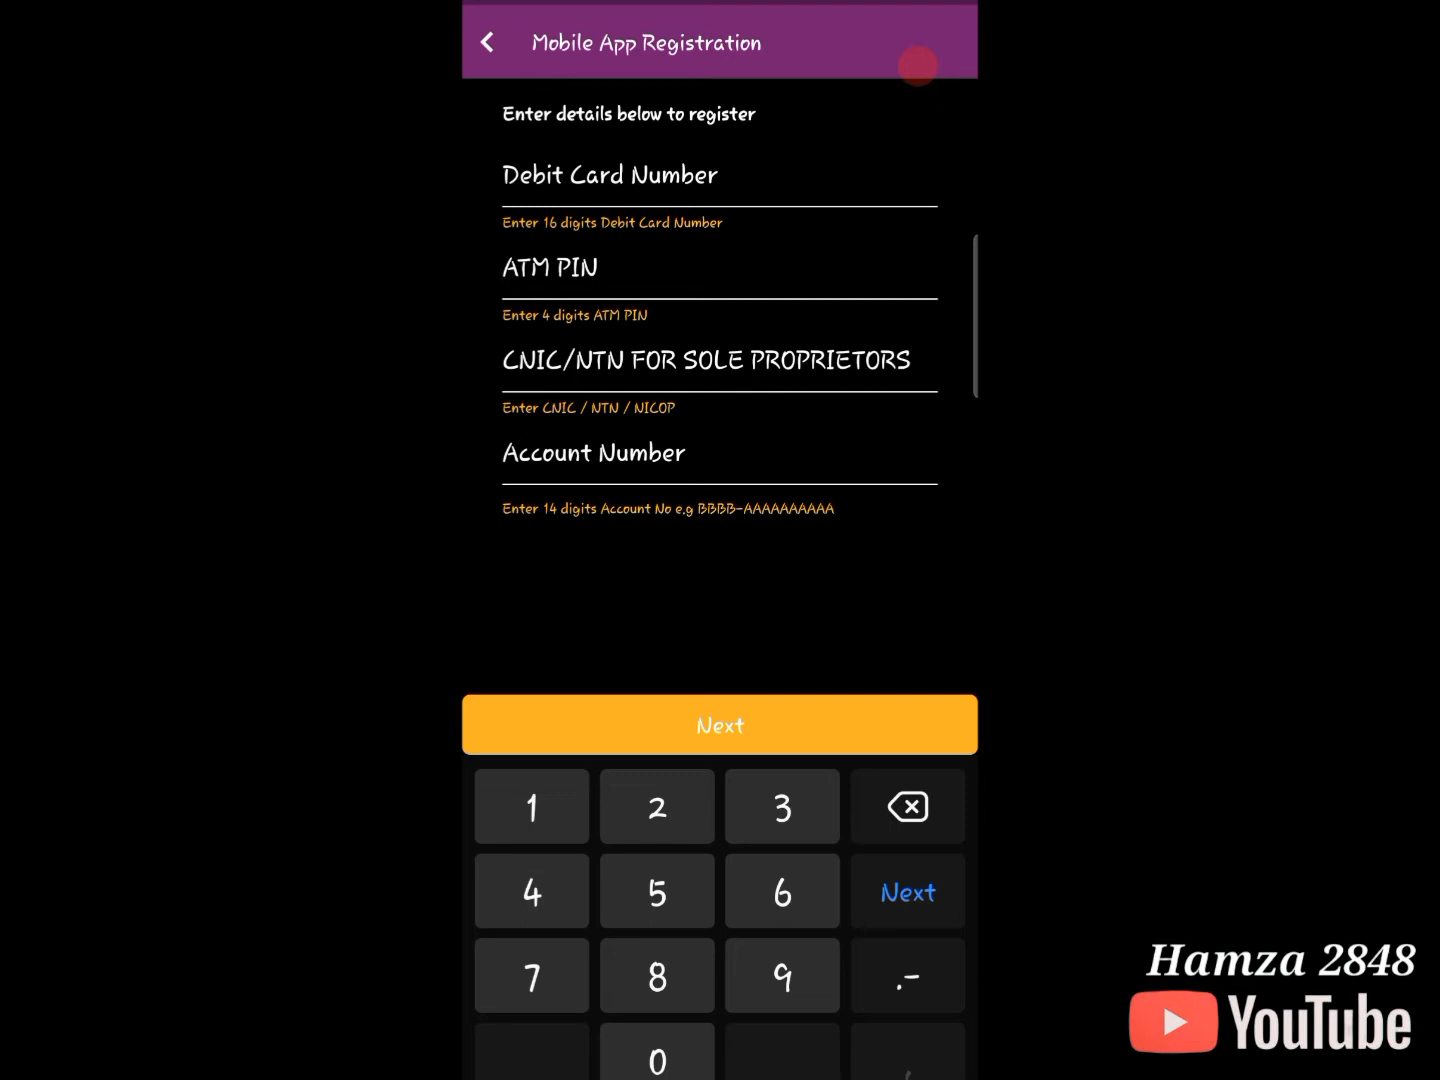 Mobile App Registration
Enter details below to register
Debit Card Number
Enter 16 digits Debit Card Number
ATM PIN
Enter 4 digits ATM PIN
CNIC/NTN FOR SOLE PROPRIETORS
Enter CNIC / NTN / NICOP
Account Number
Enter 14 digits Account No e.g BBBB-AAAAAAAAAA
Next
1 2 3
4 5 6 Next
7 8 9 .-
0 ,
Hamza 2848
YouTube